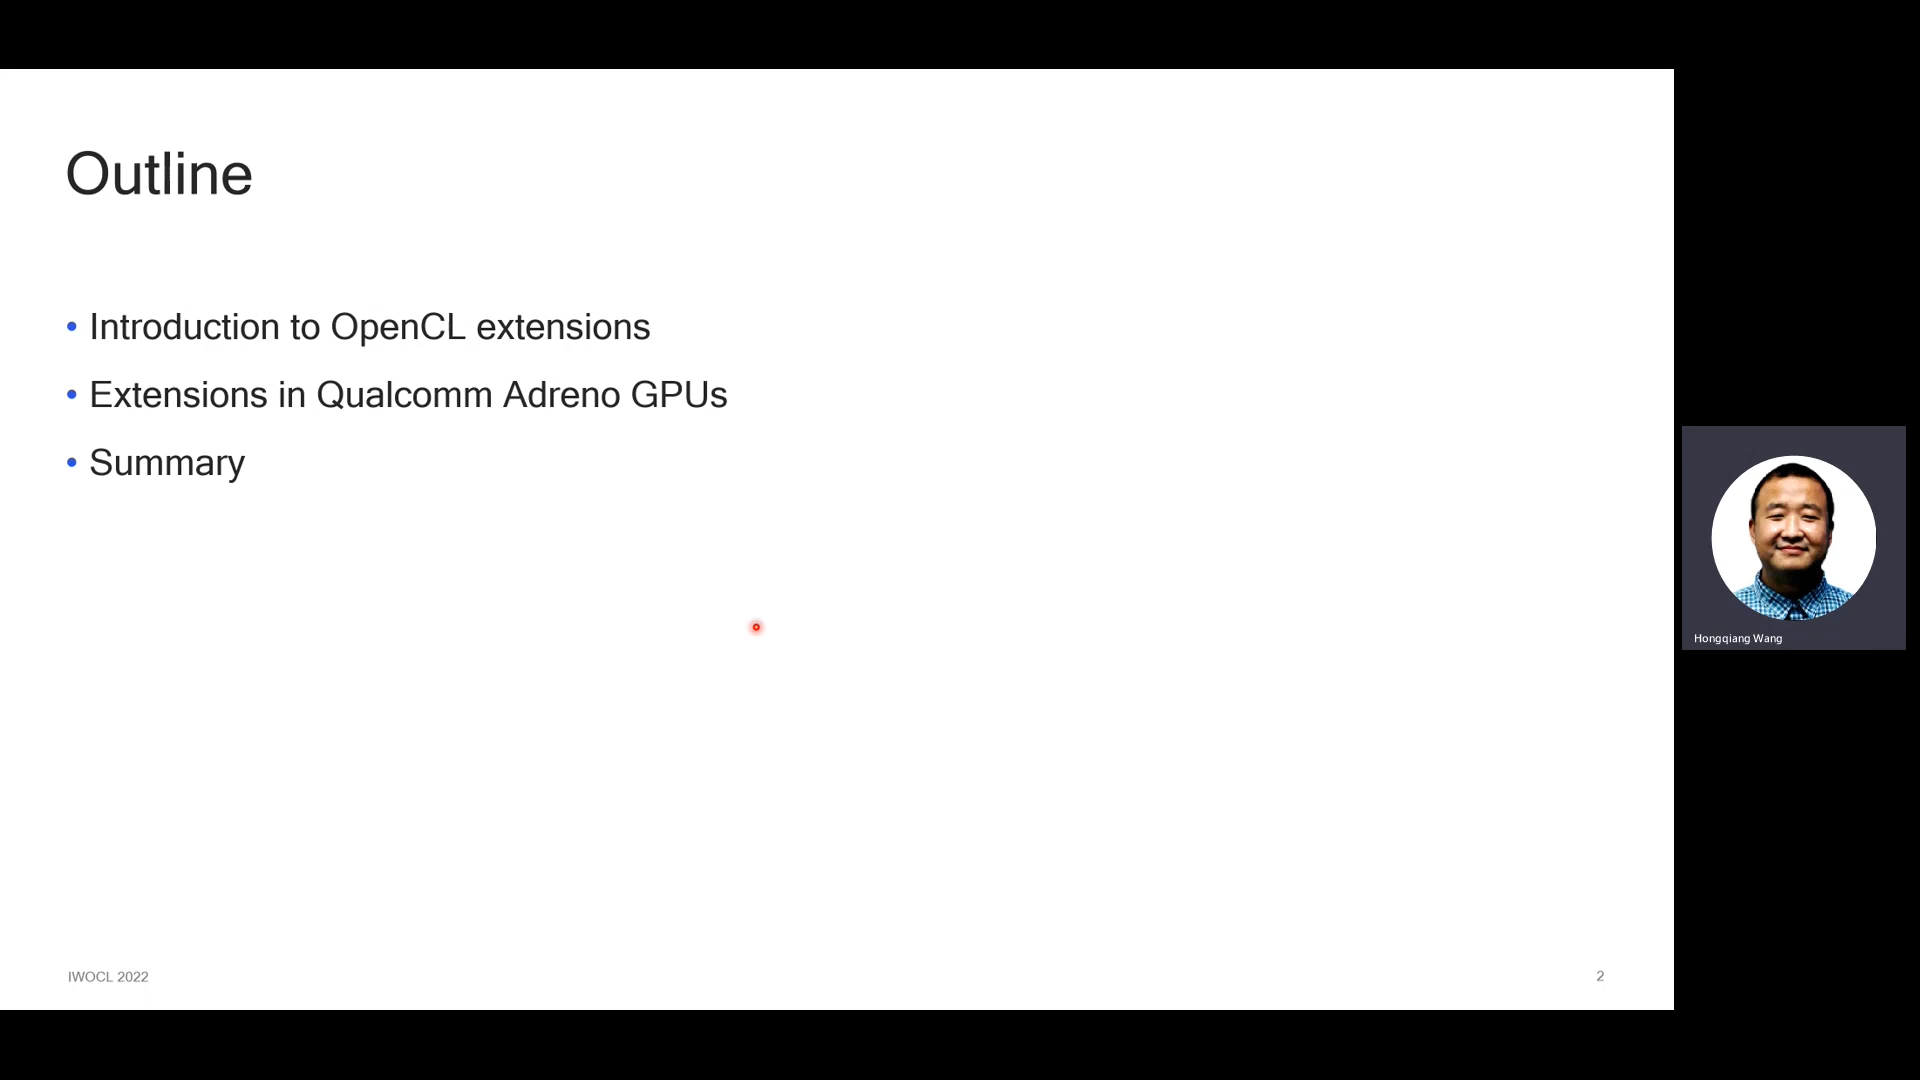 Outline
• Introduction to OpenCL extensions
• Extensions in Qualcomm Adreno GPUs
• Summary
Hongqiang Wang
IWOCL 2022
2